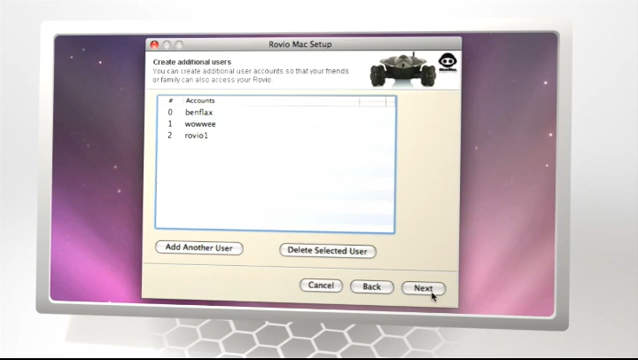 Rovio Mac Setup
Create additional users
You can create additional user accounts so that your friends
or family can also access your Rovio.
# Accounts
0 benflax
1 wowwee
2 rovio1
Add Another User
Delete Selected User
Cancel
Back
Next